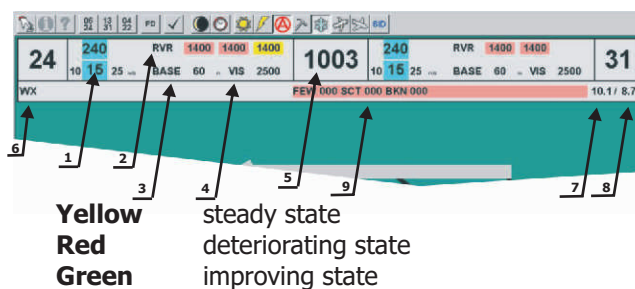 ? PD 6ID
24 240 RVR 1400 1400 1400 1003 240 RVR 1400 1400 31
10 15 25 BASE 60 VIS 2500 10 15 25 BASE 60 VIS 2500
WX FEW 000 SCT 000 BKN 000 10.1 / 8.7
6 1 2 3 4 5 9 7 8
Yellow steady state
Red deteriorating state
Green improving state